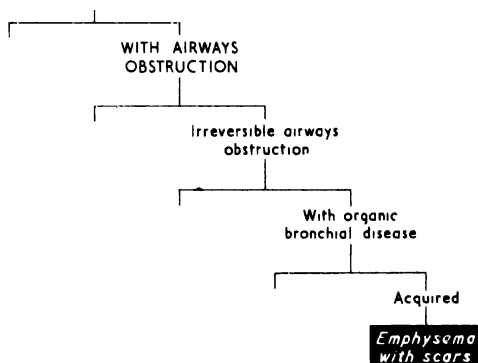 WITH AIRWAYS
OBSTRUCTION
Irreversible airways
obstruction
With organic
bronchial disease
Acquired
Emphysema
with scars